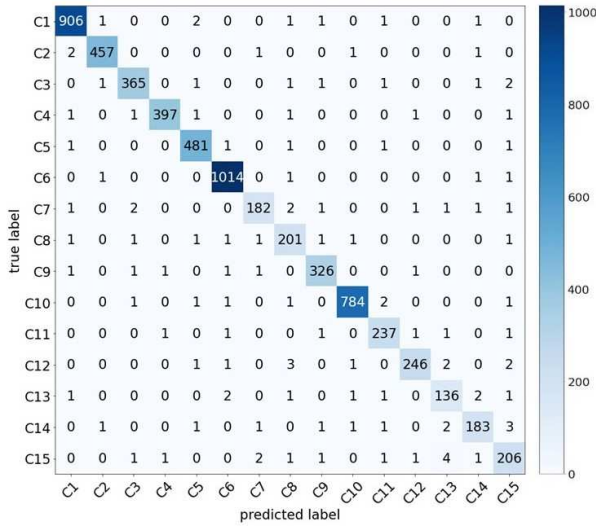 C1 906 1 0 0 2 0 0 1 1 0 1 0 0 1 0
C2 2 457 0 0 0 0 1 0 0 1 0 0 0 1 0
C3 0 1 365 0 1 0 0 1 1 0 1 0 0 1 2
C4 1 0 1 397 1 0 0 1 0 1 0 1 0 0 1
C5 1 0 0 0 481 1 0 1 0 0 1 0 0 0 1
C6 0 1 0 0 0 1014 0 1 0 0 0 0 0 1 1
C7 1 0 2 0 0 0 182 2 1 0 0 1 1 1 1
C8 1 0 1 0 1 1 1 201 1 1 0 0 0 0 1
C9 1 0 1 1 0 1 0 1 326 0 0 1 0 1 0
C10 0 0 1 0 1 1 0 1 0 784 2 0 0 0 1
C11 0 0 0 1 0 1 0 0 0 1 237 1 1 0 1
C12 0 0 0 0 1 1 0 3 0 1 0 246 2 0 2
C13 1 0 0 0 0 2 0 0 0 1 1 0 136 2 1
C14 0 1 0 0 1 0 1 0 1 1 1 0 2 183 3
C15 0 0 1 1 0 0 2 1 1 0 1 1 4 1 206
C1 C2 C3 C4 C5 C6 C7 C8 C9 C10 C11 C12 C13 C14 C15
predicted label
true label
1000
800
600
400
200
0